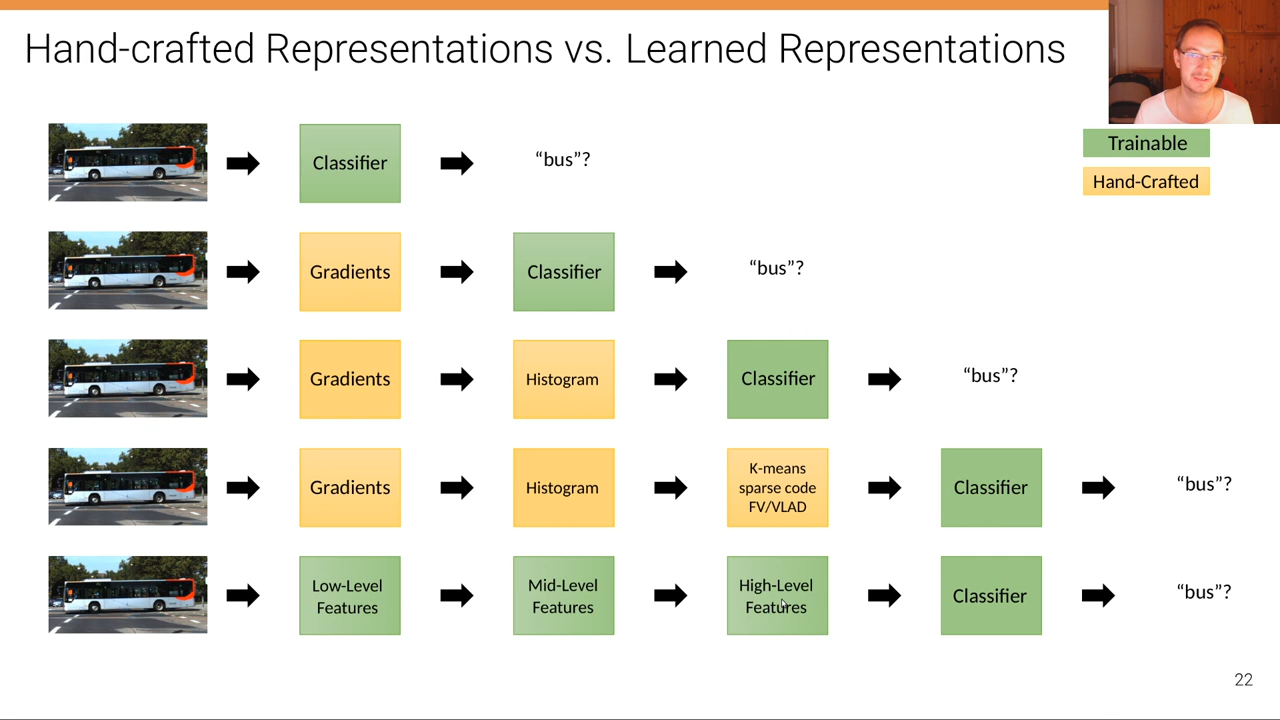 Hand-crafted Representations vs. Learned Representations
Trainable
Hand-Crafted
Classifier
“bus”?
Gradients
Classifier
“bus”?
Gradients
Histogram
Classifier
“bus”?
Gradients
Histogram
K-means
sparse code
FV/VLAD
Classifier
“bus”?
Low-Level
Features
Mid-Level
Features
High-Level
Features
Classifier
“bus”?
22